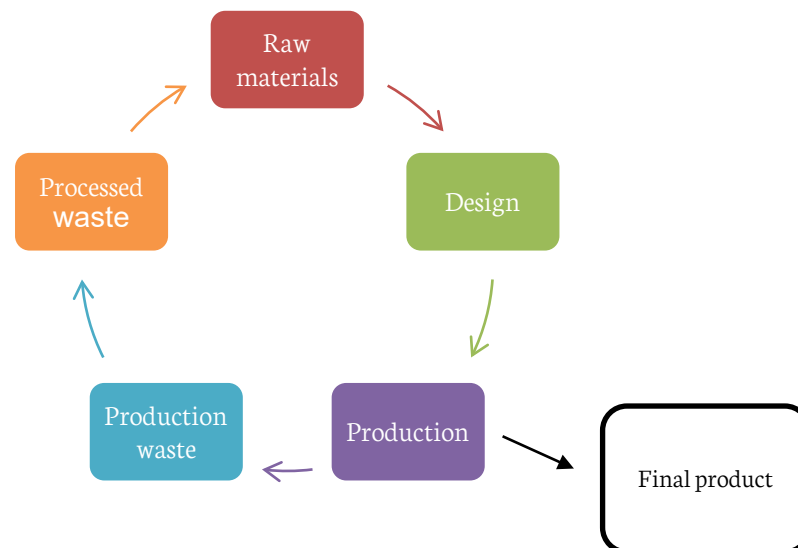 Raw
materials
Design
Production
Final product
Production
waste
Processed
waste